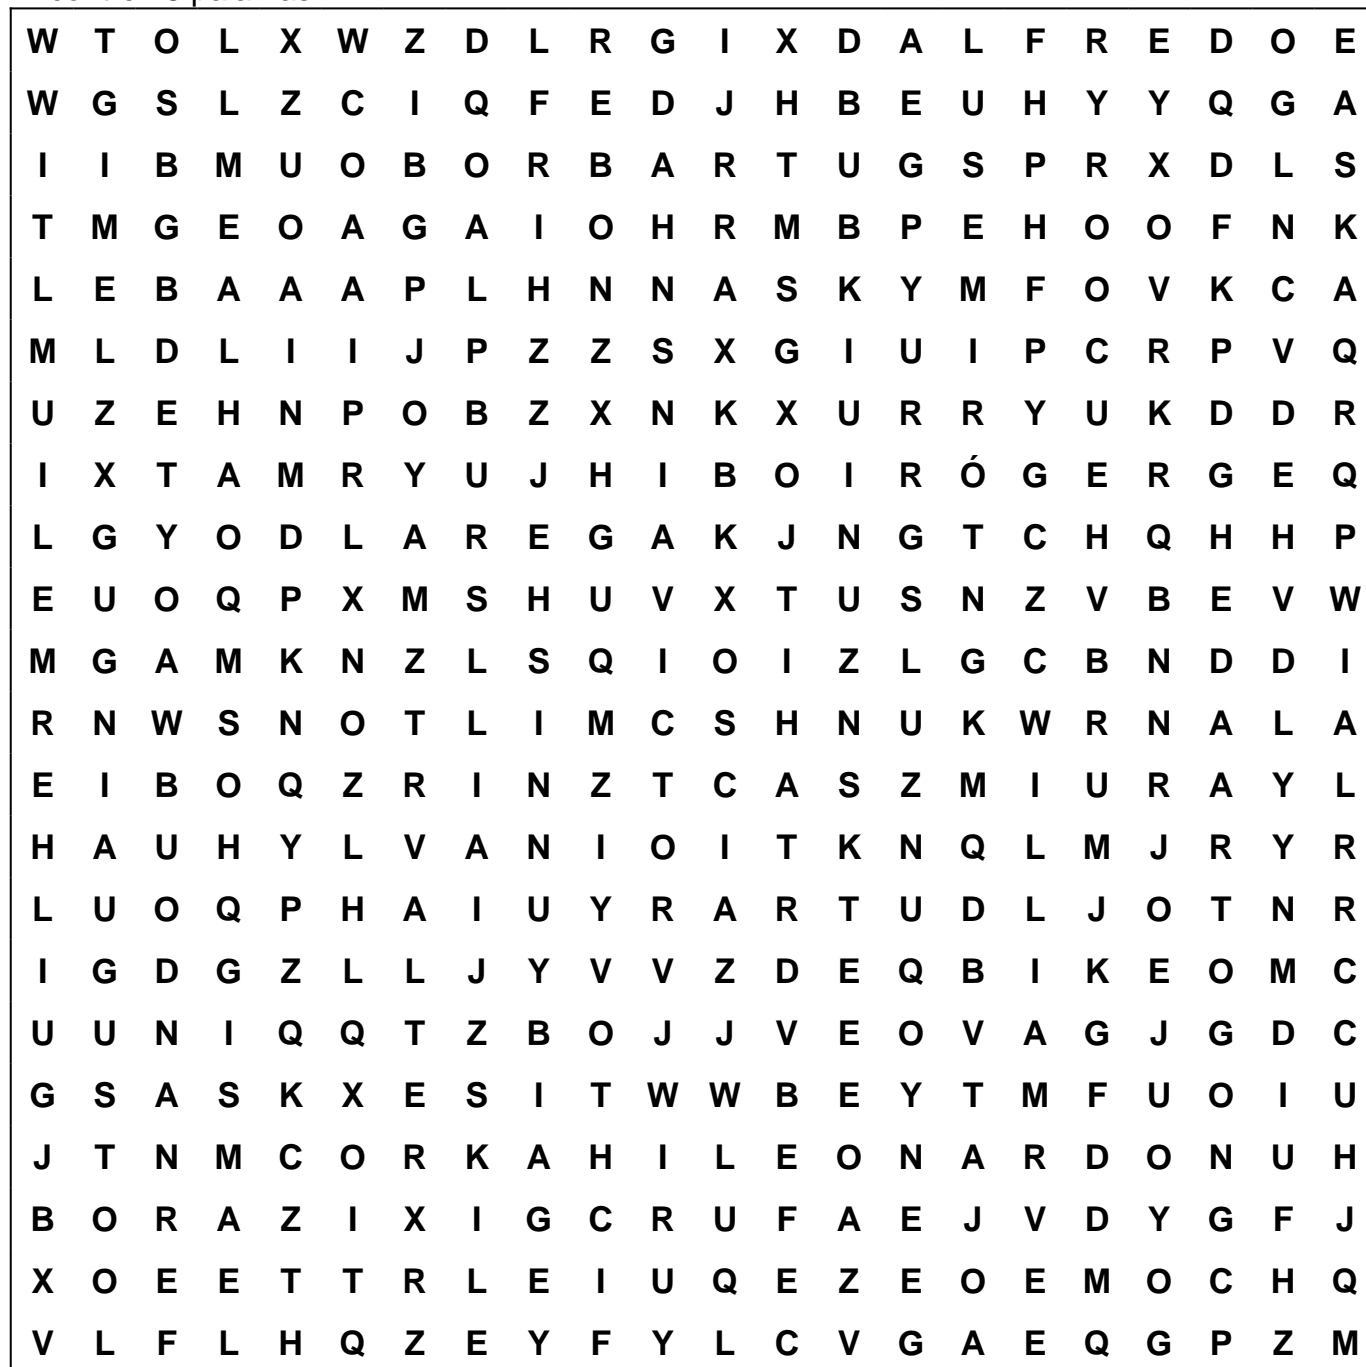 W T O L X W Z D L R G I X D A L F R E D O E
W G S L Z C I Q F E D J H B E U H Y Y Q G A
I I B M U O B O R B A R T U G S P R X D L S
T M G E O A G A I O H R M B P E H O O F N K
L E B A A A P L H N N A S K Y M F O V K C A
M L D L I I J P Z Z S X G I U I P C R P V Q
U Z E H N P O B Z X N K X U R R Y U K D D R
I X T A M R Y U J H I B O I R Ó G E R G E Q
L G Y O D L A R E G A K J N G T C H Q H H P
E U O Q P X M S H U V X T U S N Z V B E V W
M G A M K N Z L S Q I O I Z L G C B N D D I
R N W S N O T L I M C S H N U K W R N A L A
E I B O Q Z R I N Z T C A S Z M I U R A Y L
H A U H Y L V A N I O I T K N Q L M J R Y R
L U O Q P H A I U Y R A R T U D L J O T N R
I G D G Z L L J Y V V Z D E Q B I K E O M C
U U N I Q Q T Z B O J J V E O V A G J G D C
G S A S K X E S I T W W B E Y T M F U O I U
J T N M C O R K A H I L E O N A R D O N U H
B O R A Z I X I G C R U F A E J V D Y G F J
X O E E T T R L E I U Q E Z E O E M O C H Q
V L F L H Q Z E Y F Y L C V G A E Q G P Z M